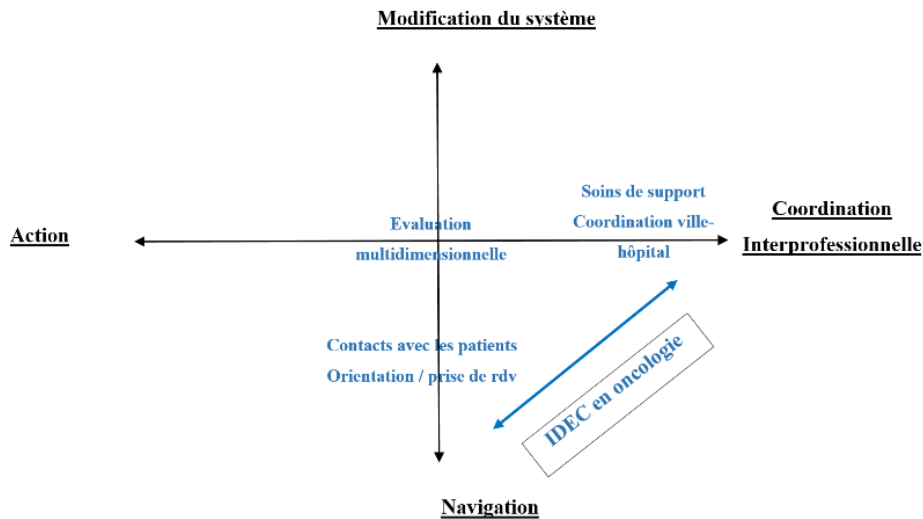 Modification du système
Soins de support
Coordination ville-
hôpital
Coordination
Interprofessionnelle
Action
Evaluation
multidimensionnelle
Contacts avec les patients
Orientation / prise de rdv
IDEC en oncologie
Navigation